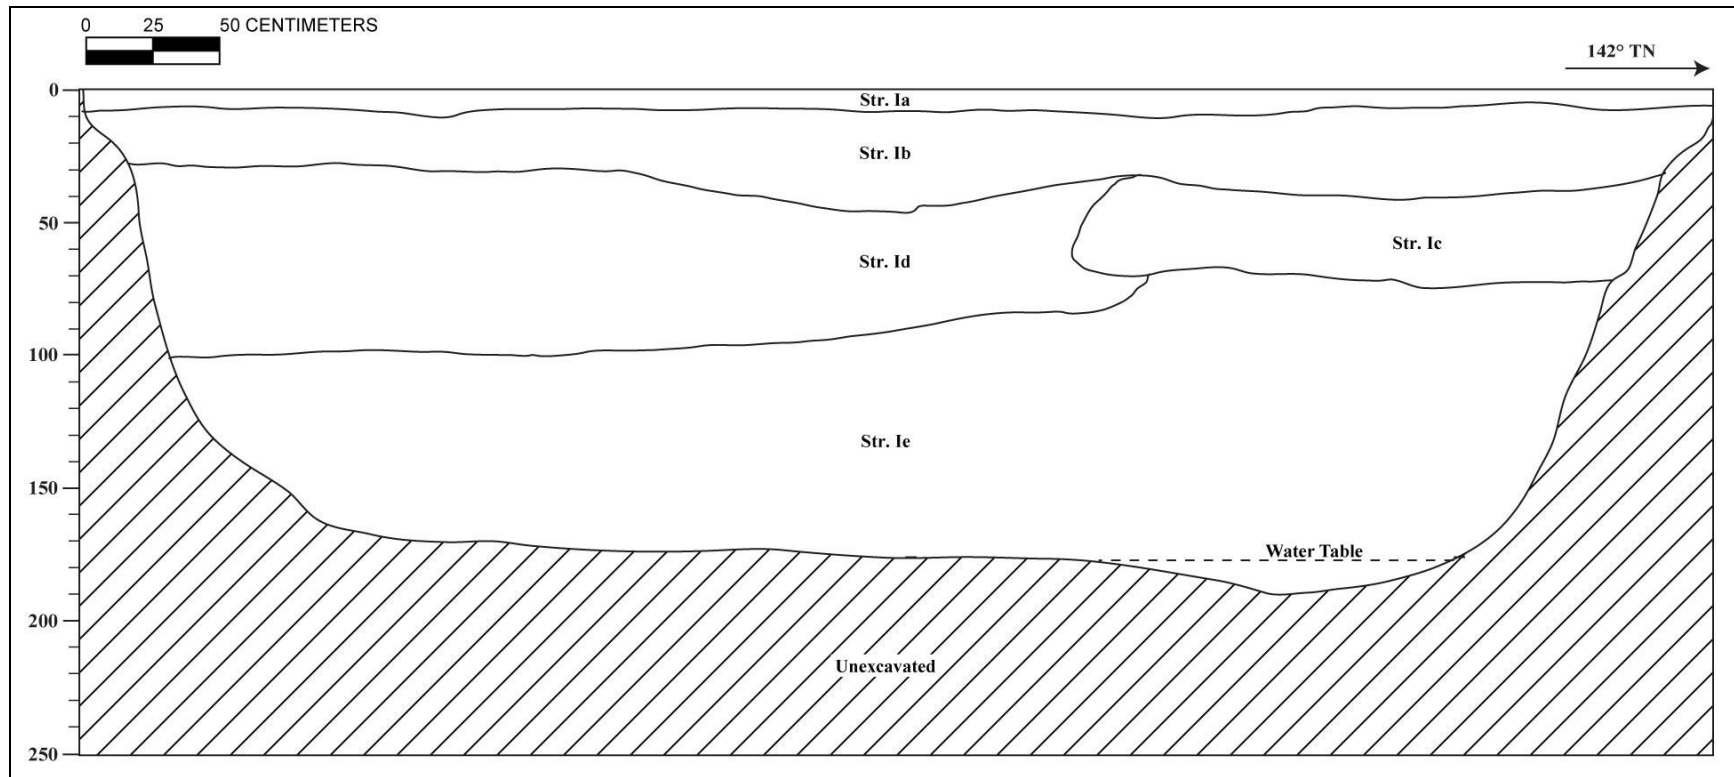 0 25 50 CENTIMETERS
142° TN
0
Str. Ia
Str. Ib
50
Str. Ic
Str. Id
100
Str. Ie
150
Water Table
200
Unexcavated
250